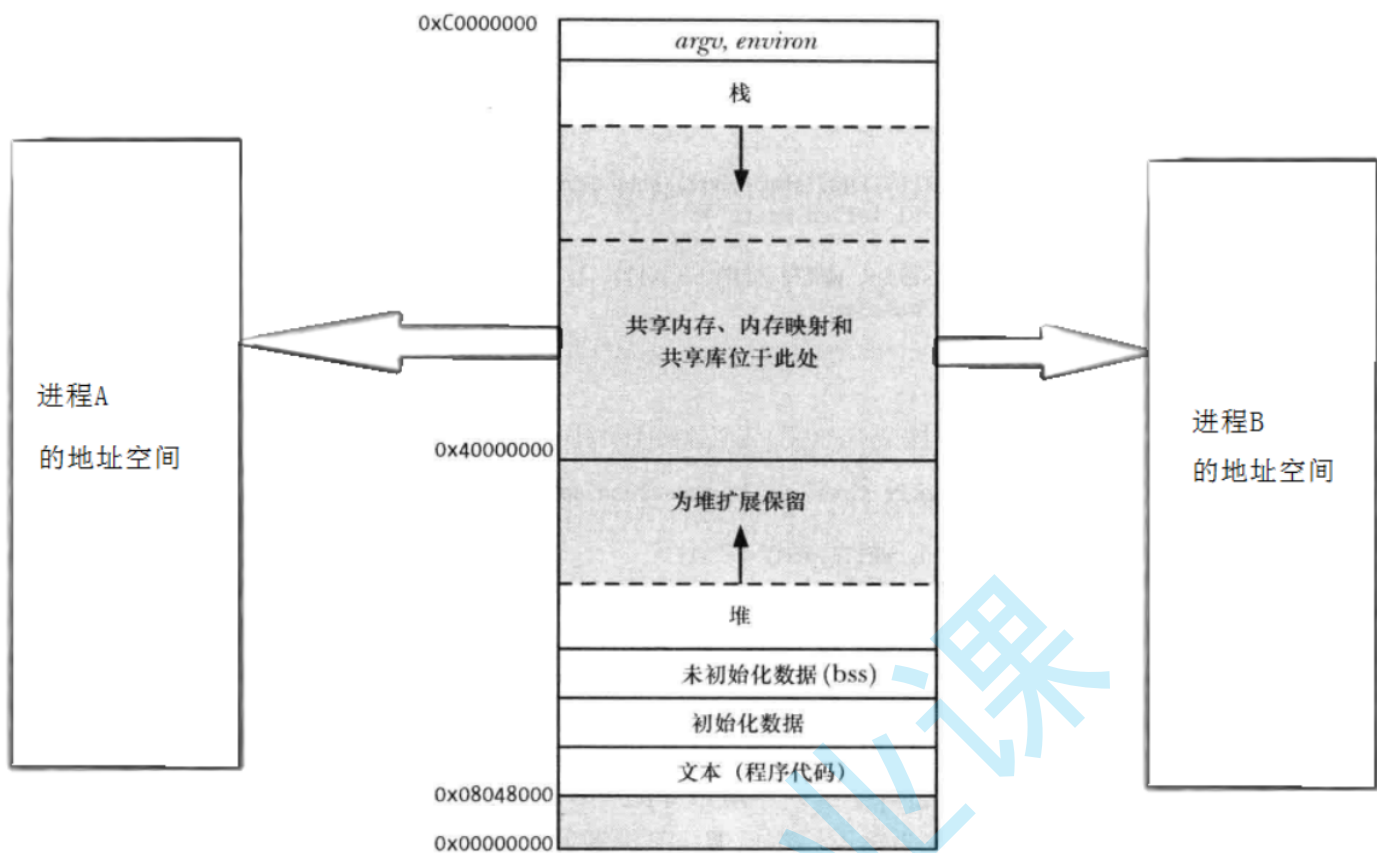 0xC0000000
argv, environ
栈
共享内存、内存映射和
共享库位于此处
进程A
的地址空间
进程B
的地址空间
0x40000000
为堆扩展保留
堆
未初始化数据(bss)
初始化数据
文本（程序代码）
0x08048000
0x00000000
业课